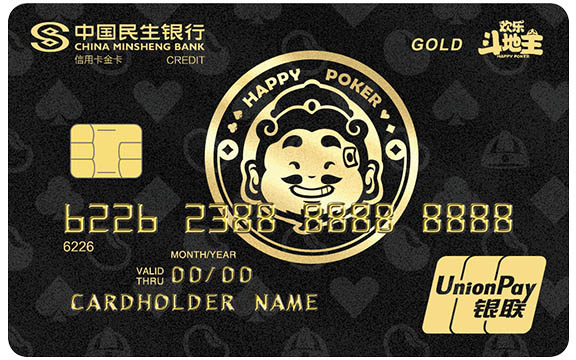 中国民生银行
CHINA MINSHENG BANK
信用卡金卡 CREDIT
GOLD
欢乐
斗地主
HAPPY POKER
HAPPY POKER
6226 2388 8888 8888
6226
MONTH/YEAR
VALID THRU 00/00
CARDHOLDER NAME
UnionPay
银联